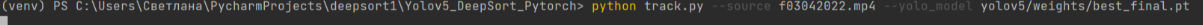 (venv) PS C:\Users\Светлана\PycharmProjects\deepsort1\Yolov5_DeepSort_Pytorch> python track.py --source f03042022.mp4 --yolo_model yolov5/weights/best_final.pt